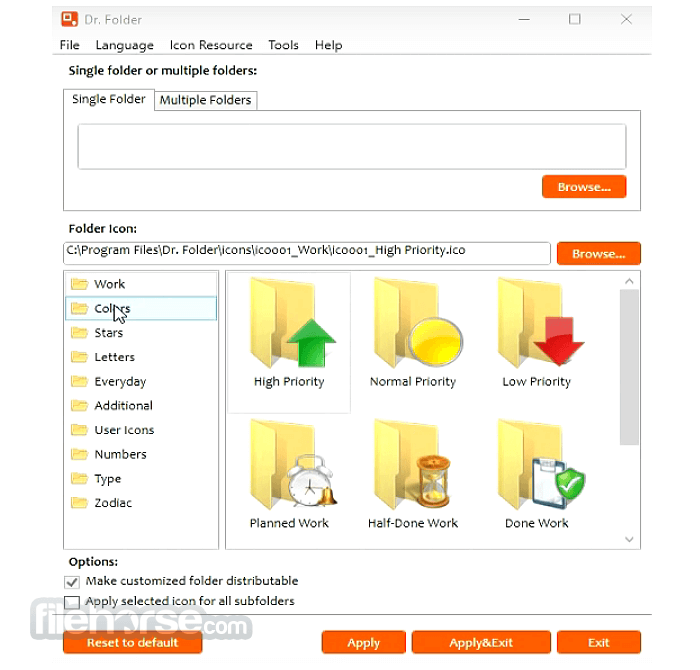 Dr. Folder
File Language Icon Resource Tools Help
Single folder or multiple folders:
Single Folder Multiple Folders
Browse...
Folder Icon:
C:\Program Files\Dr. Folder\icons\ico001_Work\ico001_High Priority.ico
Browse...
Work
Colors
Stars
Letters
Everyday
Additional
User Icons
Numbers
Type
Zodiac
High Priority Normal Priority Low Priority
Planned Work Half-Done Work Done Work
Options:
Make customized folder distributable
Apply selected icon for all subfolders
filehorse.com
Reset to default Apply Apply&Exit Exit